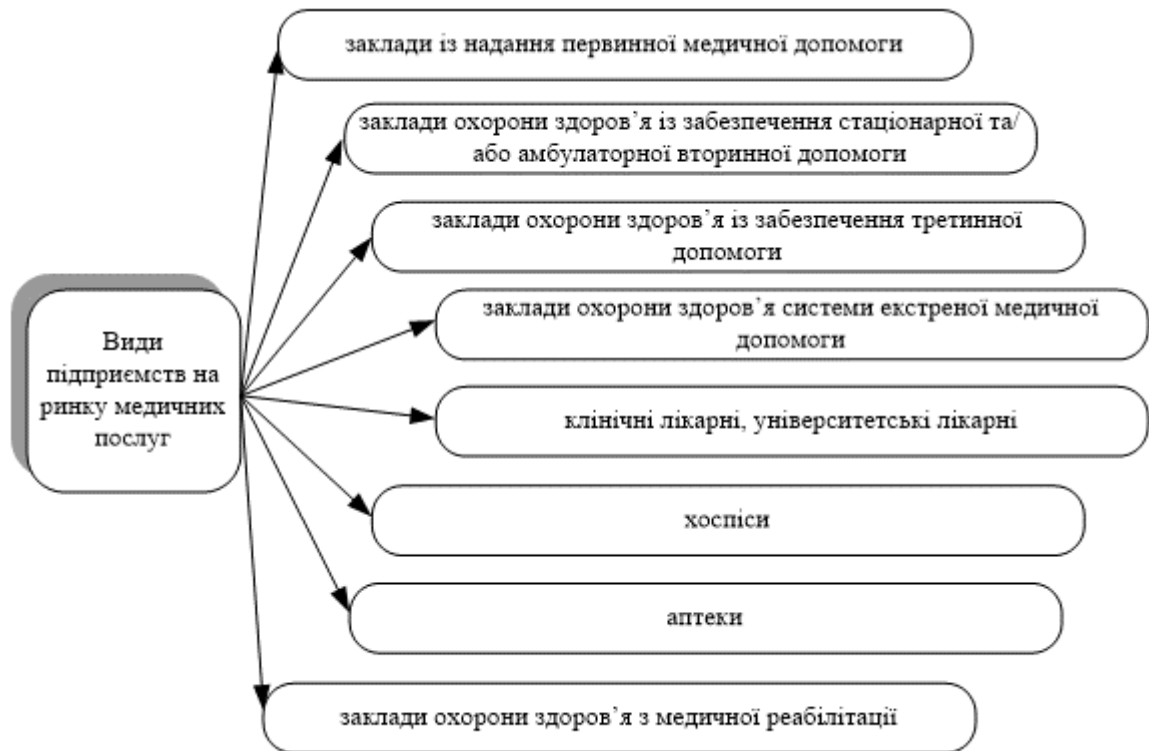 заклади із надання первинної медичної допомоги
заклади охорони здоров’я із забезпечення стаціонарної та/
або амбулаторної вторинної допомоги
заклади охорони здоров’я із забезпечення третинної
допомоги
заклади охорони здоров’я системи екстреної медичної
допомоги
Види
підприємств на
ринку медичних
послуг
клінічні лікарні, університетські лікарні
хоспіси
аптеки
заклади охорони здоров’я з медичної реабілітації